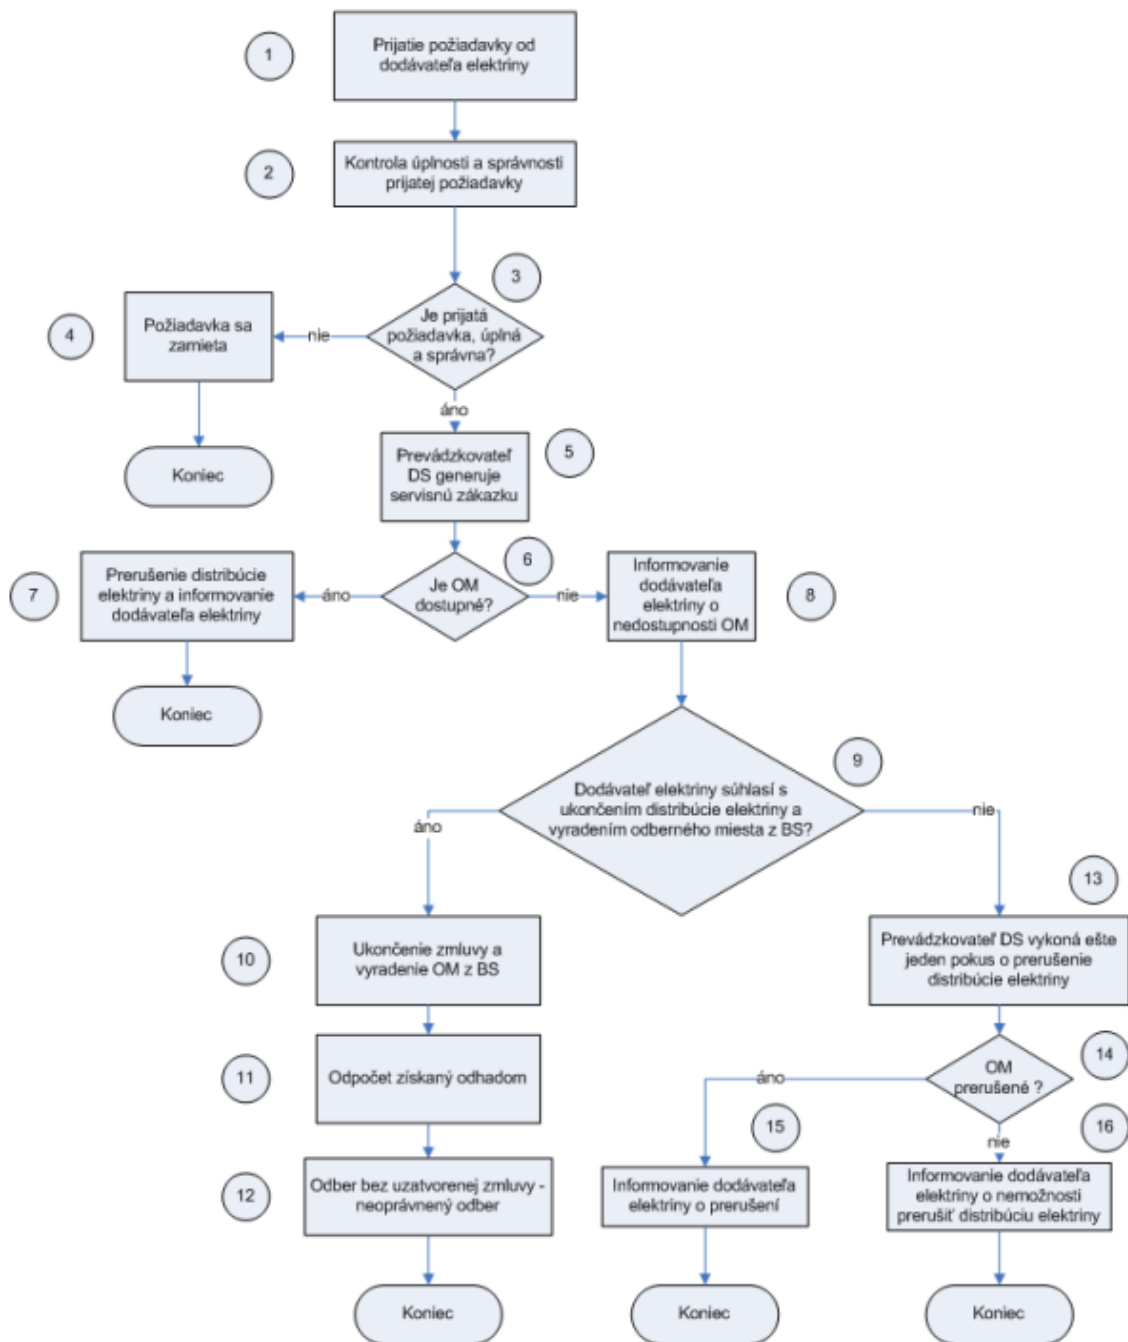 1
Prijatie požiadavky od
dodávateľa elektriny
2
Kontrola úplnosti a správnosti
prijatej požiadavky
3
Je prijatá
požiadavka, úplná
a správna?
nie
4
Požiadavka sa
zamieta
Koniec
áno
5
Prevádzkovateľ
DS generuje
servisnú zákazku
6
Je OM
dostupné?
áno
7
Prerušenie distribúcie
elektriny a informovanie
dodávateľa elektriny
Koniec
nie
8
Informovanie
dodávateľa
elektriny o
nedostupnosti OM
9
Dodávateľ elektriny súhlasí s
ukončením distribúcie elektriny a
vyradením odberného miesta z BS?
áno
10
Ukončenie zmluvy a
vyradenie OM z BS
11
Odpočet získaný odhadom
12
Odber bez uzatvorenej zmluvy -
neoprávnený odber
Koniec
nie
13
Prevádzkovateľ DS vykoná ešte
jeden pokus o prerušenie
distribúcie elektriny
14
OM
prerušené ?
áno
15
Informovanie dodávateľa
elektriny o prerušení
Koniec
nie
16
Informovanie dodávateľa
elektriny o nemožnosti
prerušiť distribúciu elektriny
Koniec